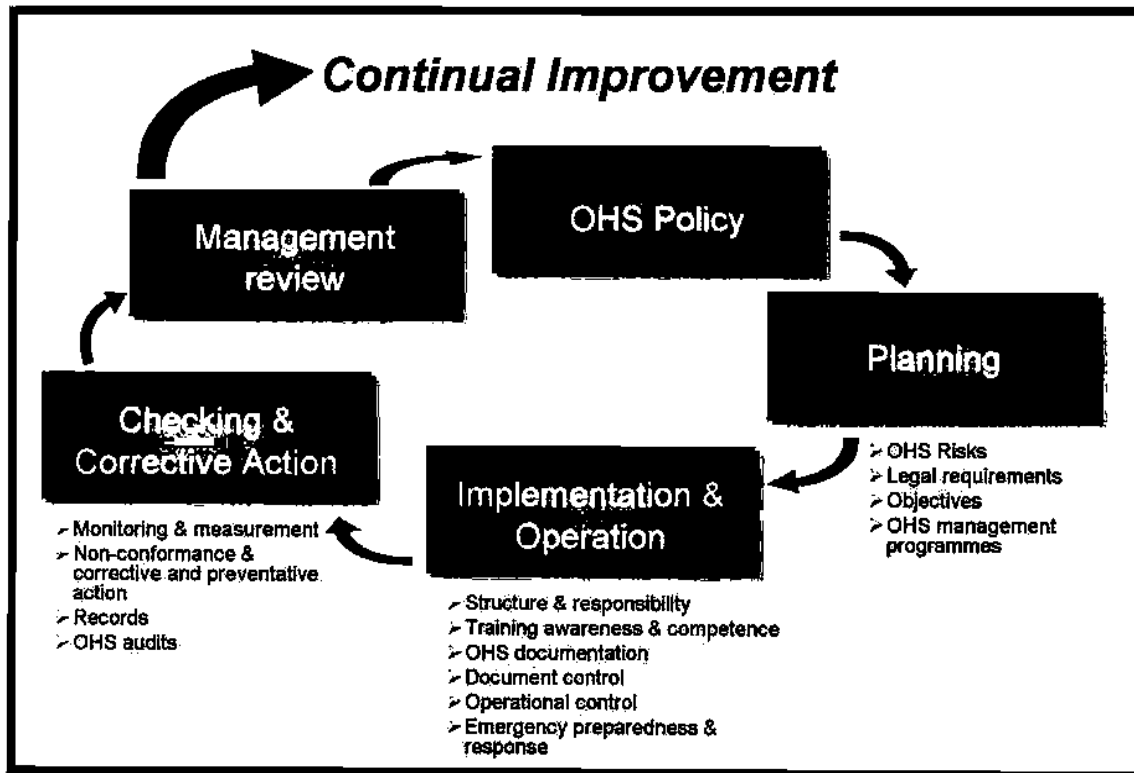 Continual Improvement
OHS Policy
Management
review
Planning
➢ OHS Risks
➢ Legal requirements
➢ Objectives
➢ OHS management
programmes
Implementation &
Operation
➢ Structure & responsibility
➢ Training awareness & competence
➢ OHS documentation
➢ Document control
➢ Operational control
➢ Emergency preparedness &
response
Checking &
Corrective Action
➢ Monitoring & measurement
➢ Non-conformance &
corrective and preventative
action
➢ Records
➢ OHS audits